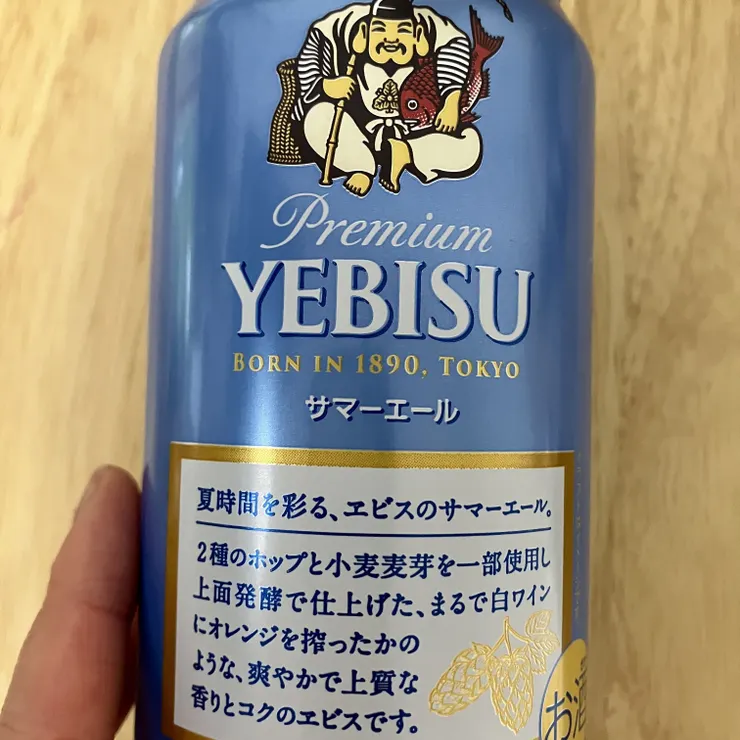 Premium
YEBISU
BORN IN 1890, TOKYO
サマーエール
夏時間を彩る、ヱビスのサマーエール。
2種のホップと小麦麦芽を一部使用し
上面発酵で仕上げた、まるで白ワイン
にオレンジを搾ったかの
ような、爽やかで上質な
香りとコクのヱビスです。
お酒